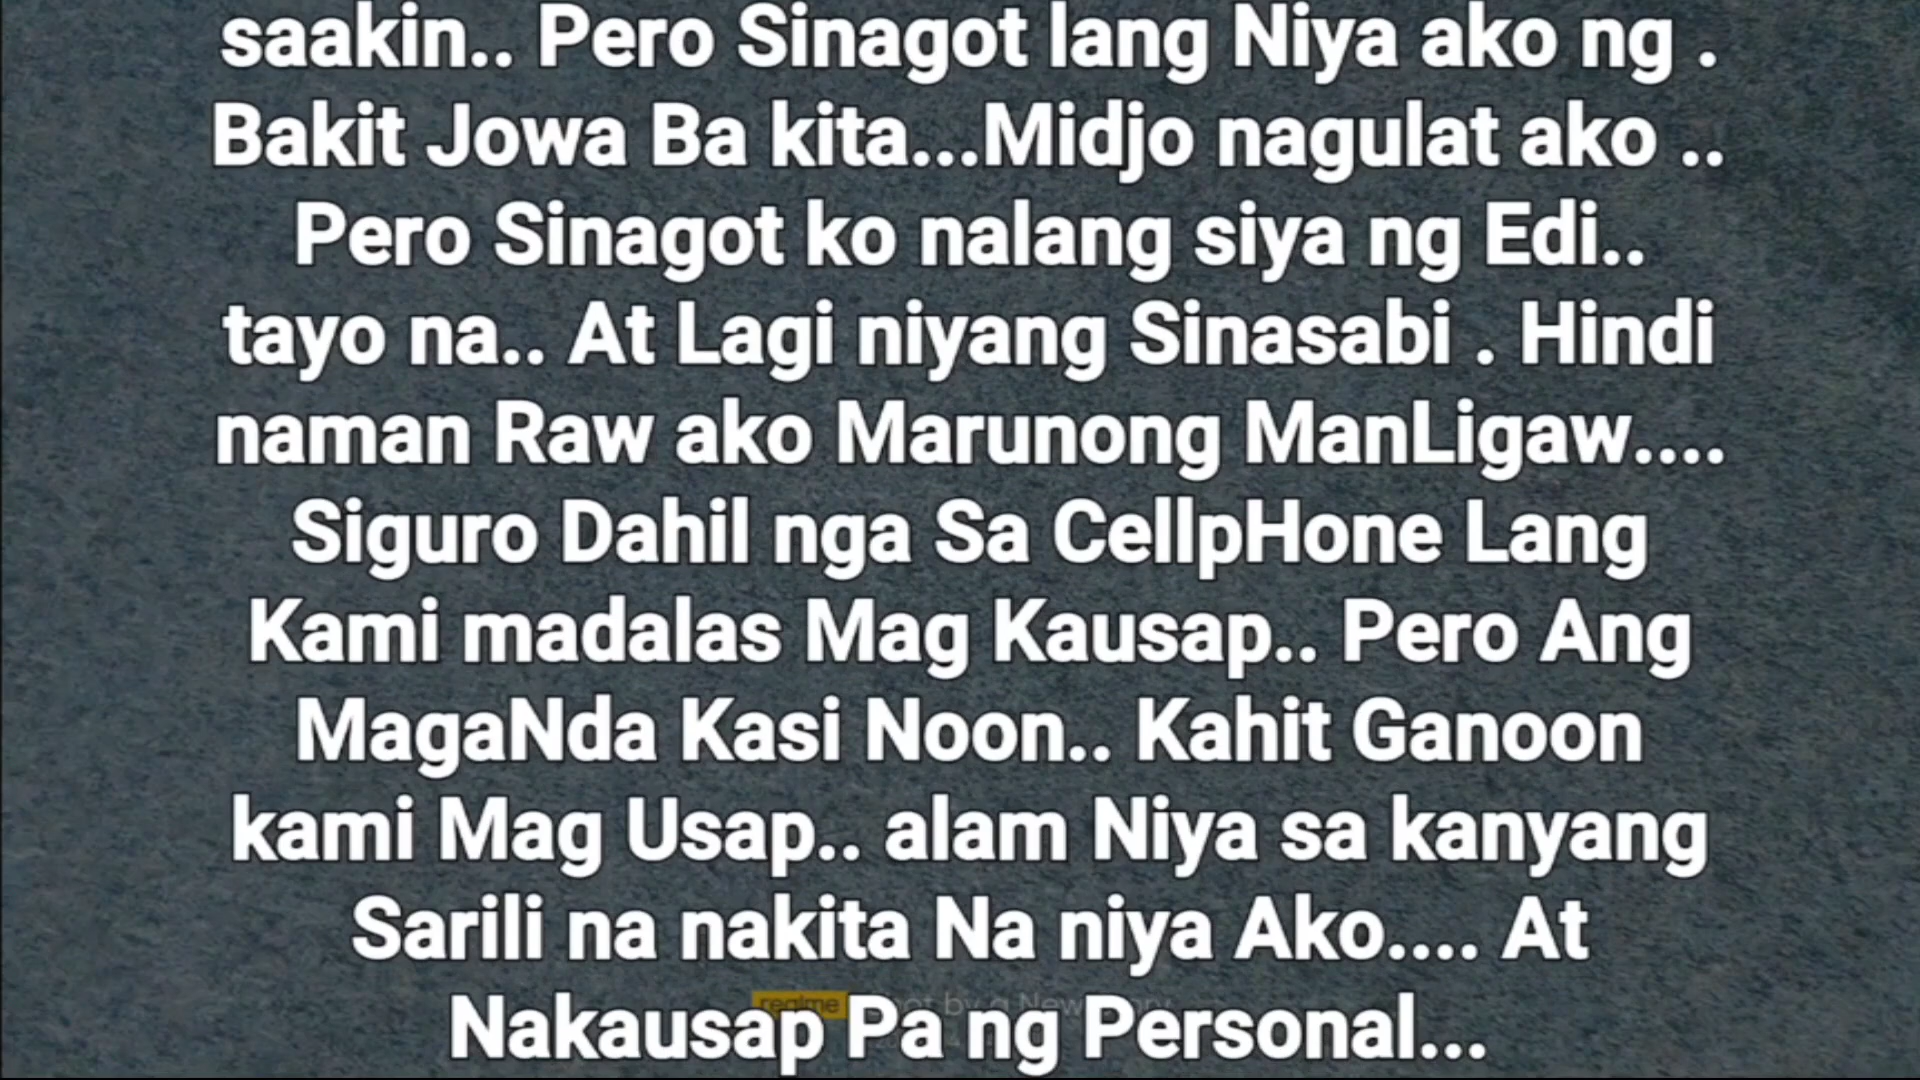 saakin.. Pero Sinagot lang Niya ako ng .
Bakit Jowa Ba kita...Midjo nagulat ako ..
Pero Sinagot ko nalang siya ng Edi..
tayo na.. At Lagi niyang Sinasabi . Hindi
naman Raw ako Marunong ManLigaw....
Siguro Dahil nga Sa CellpHone Lang
Kami madalas Mag Kausap.. Pero Ang
MagaNda Kasi Noon.. Kahit Ganoon
kami Mag Usap.. alam Niya sa kanyang
Sarili na nakita Na niya Ako.... At
realme by a
Nakausap Pa ng Personal...